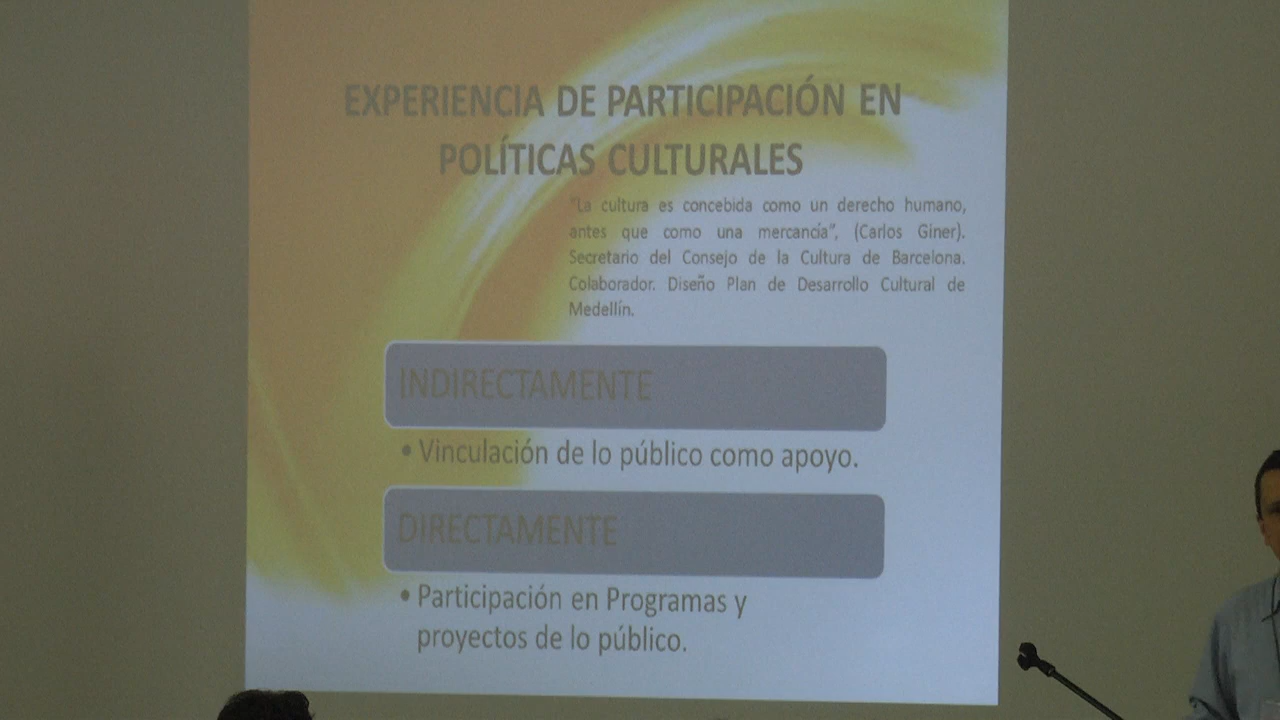 EXPERIENCIA DE PARTICIPACIÓN EN
POLÍTICAS CULTURALES
"La cultura es concebida como un derecho humano,
antes que como una mercancía", (Carlos Giner).
Secretario del Consejo de la Cultura de Barcelona.
Colaborador. Diseño Plan de Desarrollo Cultural de
Medellín.
INDIRECTAMENTE
• Vinculación de lo público como apoyo.
DIRECTAMENTE
• Participación en Programas y
proyectos de lo público.